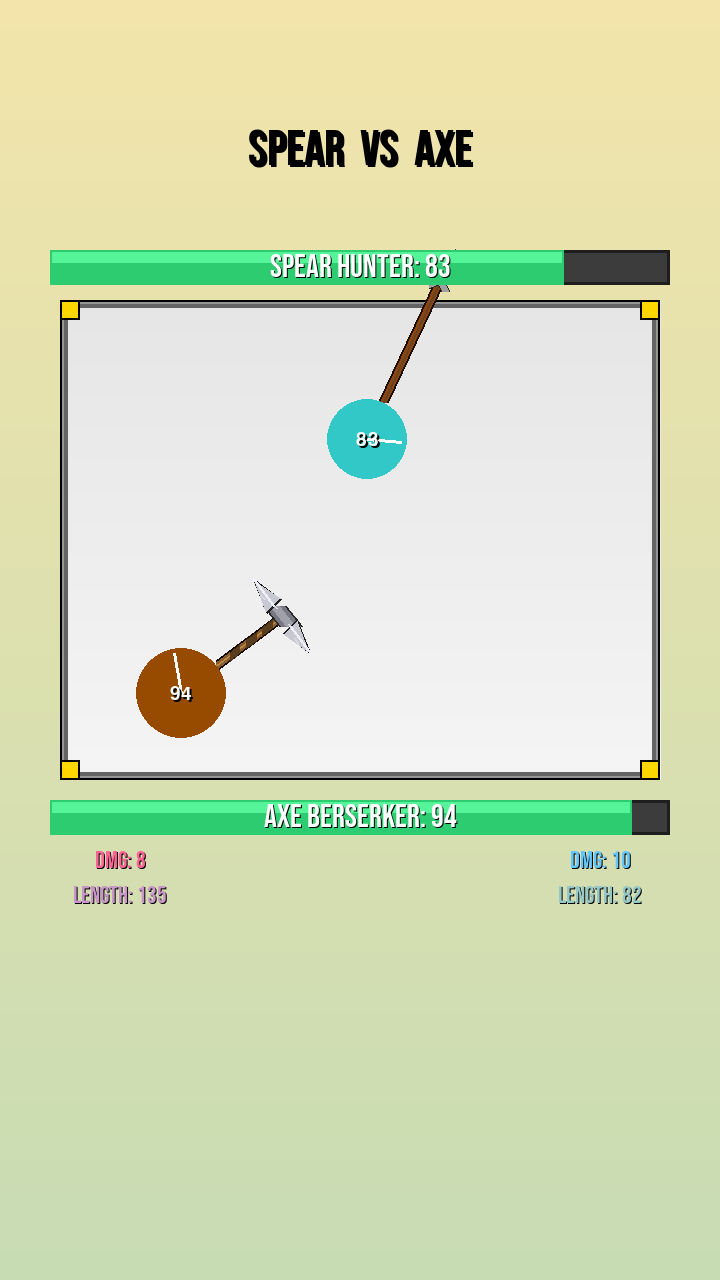 SPEAR VS AXE
SPEAR HUNTER: 83
83
94
AXE BERSERKER: 94
DMG: 8
DMG: 10
LENGTH: 135
LENGTH: 82